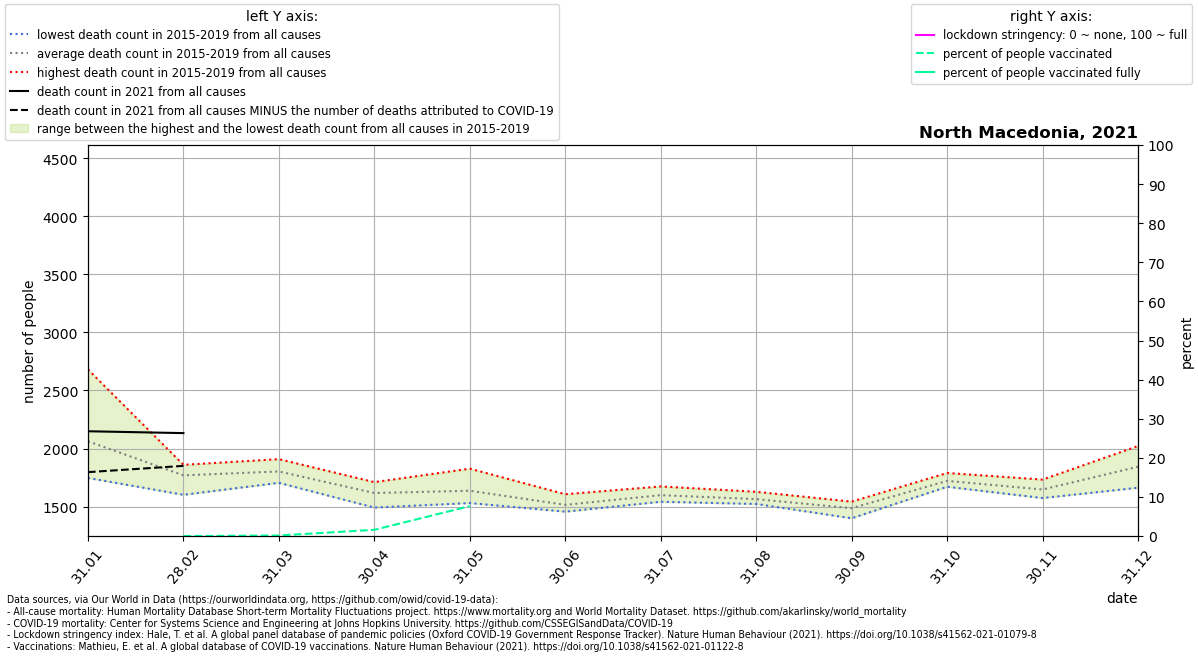 left Y axis:
lowest death count in 2015-2019 from all causes
average death count in 2015-2019 from all causes
highest death count in 2015-2019 from all causes
death count in 2021 from all causes
death count in 2021 from all causes MINUS the number of deaths attributed to COVID-19
range between the highest and the lowest death count from all causes in 2015-2019
right Y axis:
lockdown stringency: 0 ~ none, 100 ~ full
percent of people vaccinated
percent of people vaccinated fully
North Macedonia, 2021
number of people
4500
4000
3500
3000
2500
2000
1500
100
90
80
70
60
50
40
30
20
10
0
percent
31.01
28.02
31.03
30.04
31.05
30.06
31.07
31.08
30.09
31.10
30.11
31.12
date
Data sources, via Our World in Data (https://ourworldindata.org, https://github.com/owid/covid-19-data):
- All-cause mortality: Human Mortality Database Short-term Mortality Fluctuations project. https://www.mortality.org and World Mortality Dataset. https://github.com/akarlinsky/world_mortality
- COVID-19 mortality: Center for Systems Science and Engineering at Johns Hopkins University. https://github.com/CSSEGISandData/COVID-19
- Lockdown stringency index: Hale, T. et al. A global panel database of pandemic policies (Oxford COVID-19 Government Response Tracker). Nature Human Behaviour (2021). https://doi.org/10.1038/s41562-021-01079-8
- Vaccinations: Mathieu, E. et al. A global database of COVID-19 vaccinations. Nature Human Behaviour (2021). https://doi.org/10.1038/s41562-021-01122-8